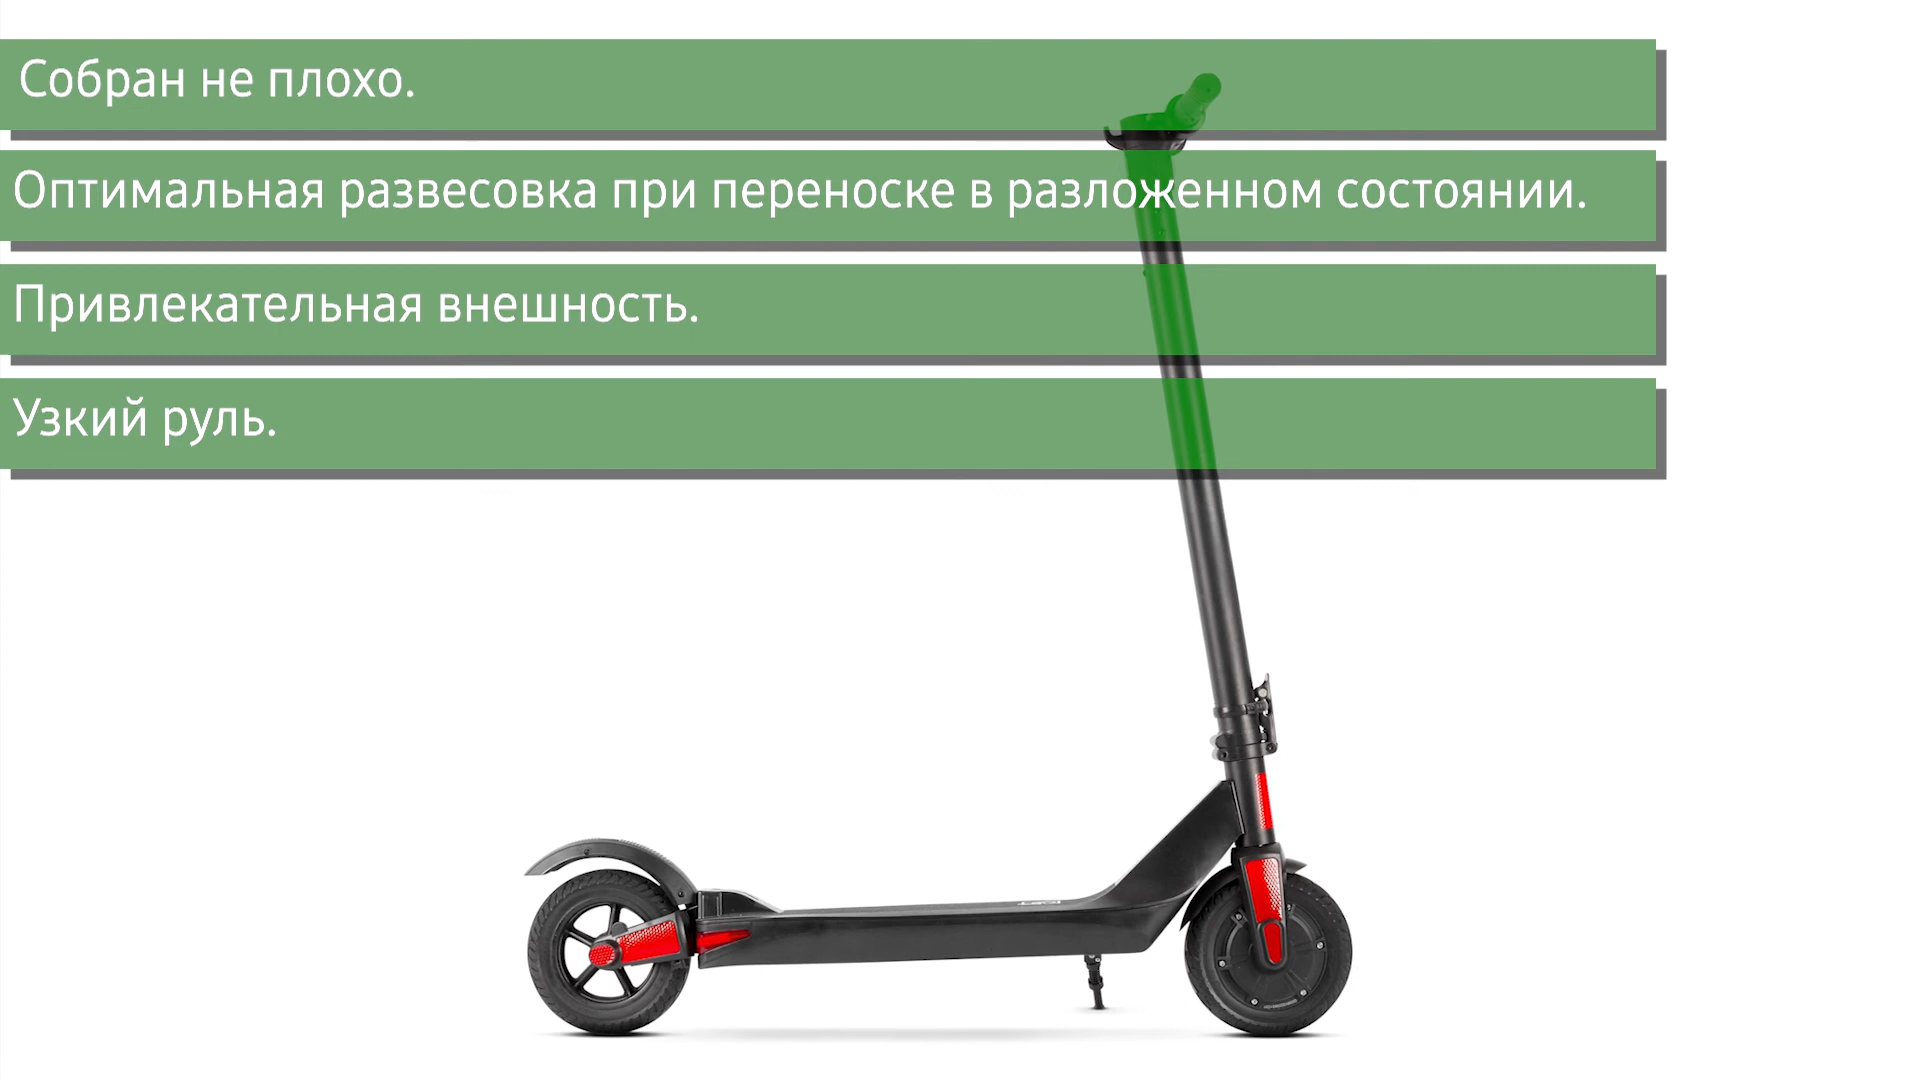 Собран не плохо.
Оптимальная развесовка при переноске в разложенном состоянии.
Привлекательная внешность.
Узкий руль.